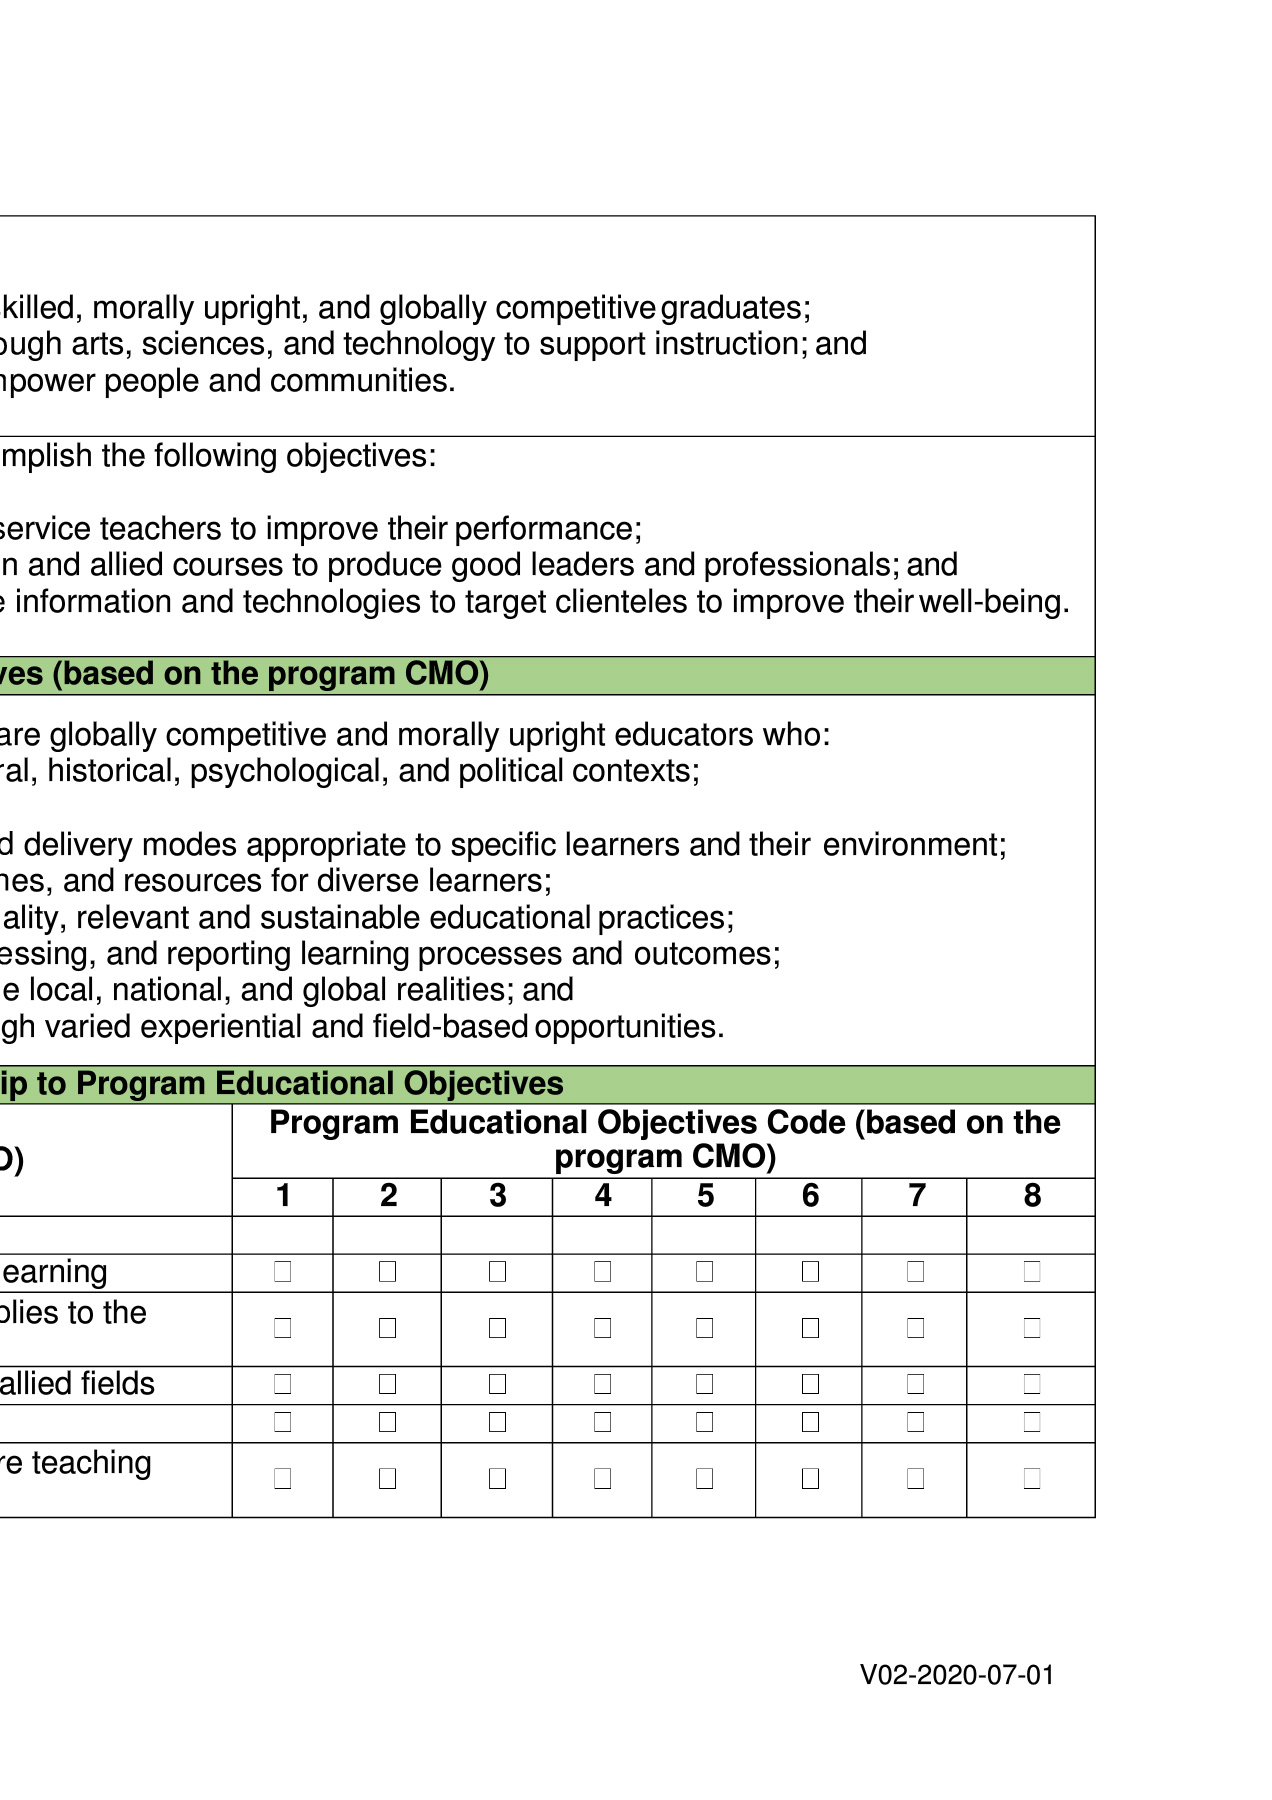 skilled, morally upright, and globally competitive graduates;
ough arts, sciences, and technology to support instruction; and
mpower people and communities.
mplish the following objectives:
service teachers to improve their performance;
n and allied courses to produce good leaders and professionals; and
e information and technologies to target clienteles to improve their well-being.
ves (based on the program CMO)
are globally competitive and morally upright educators who:
ral, historical, psychological, and political contexts;
d delivery modes appropriate to specific learners and their environment;
nes, and resources for diverse learners;
ality, relevant and sustainable educational practices;
essing, and reporting learning processes and outcomes;
e local, national, and global realities; and
gh varied experiential and field-based opportunities.
ip to Program Educational Objectives
Program Educational Objectives Code (based on the
program CMO)
O)
1 2 3 4 5 6 7 8
earning □ □ □ □ □ □ □ □
plies to the
□ □ □ □ □ □ □ □
allied fields □ □ □ □ □ □ □ □
□ □ □ □ □ □ □ □
re teaching
□ □ □ □ □ □ □ □
V02-2020-07-01